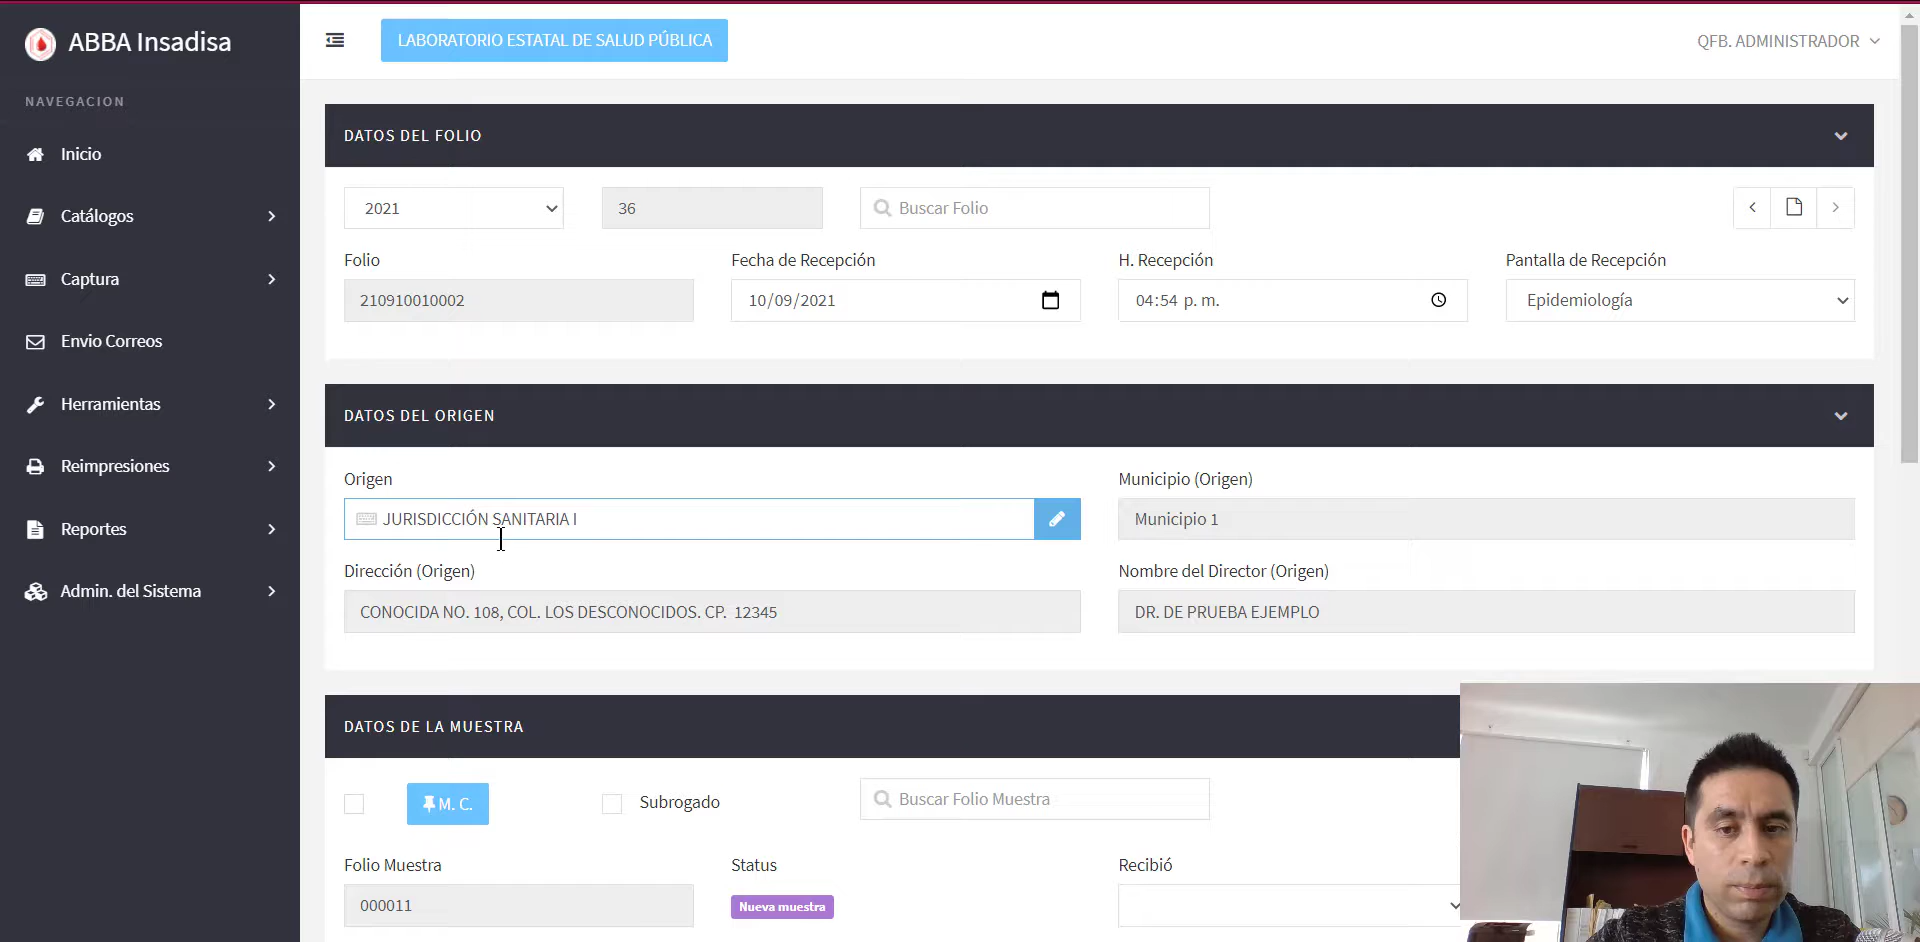 ABBA Insadisa
LABORATORIO ESTATAL DE SALUD PÚBLICA
QFB. ADMINISTRADOR
NAVEGACION
Inicio
Catálogos
Captura
Envio Correos
Herramientas
Reimpresiones
Reportes
Admin. del Sistema
DATOS DEL FOLIO
2021
36
Buscar Folio
Folio
Fecha de Recepción
H. Recepción
Pantalla de Recepción
210910010002
10/09/2021
04:54 p. m.
Epidemiología
DATOS DEL ORIGEN
Origen
Municipio (Origen)
JURISDICCIÓN SANITARIA I
Municipio 1
Dirección (Origen)
Nombre del Director (Origen)
CONOCIDA NO. 108, COL. LOS DESCONOCIDOS. CP. 12345
DR. DE PRUEBA EJEMPLO
DATOS DE LA MUESTRA
M. C.
Subrogado
Buscar Folio Muestra
Folio Muestra
Status
Recibió
000011
Nueva muestra